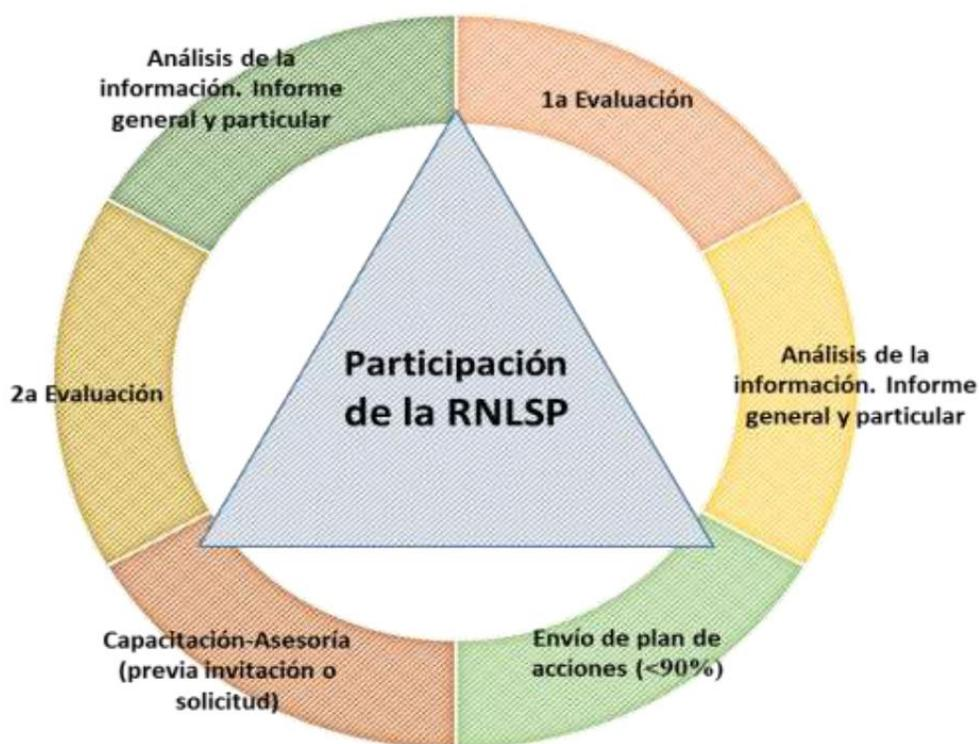 Análisis de la
información. Informe
general y particular
1a Evaluación
Participación
de la RNLSP
Análisis de la
información. Informe
general y particular
2a Evaluación
Capacitación-Asesoría
(previa invitación o
solicitud)
Envío de plan de
acciones (<90%)